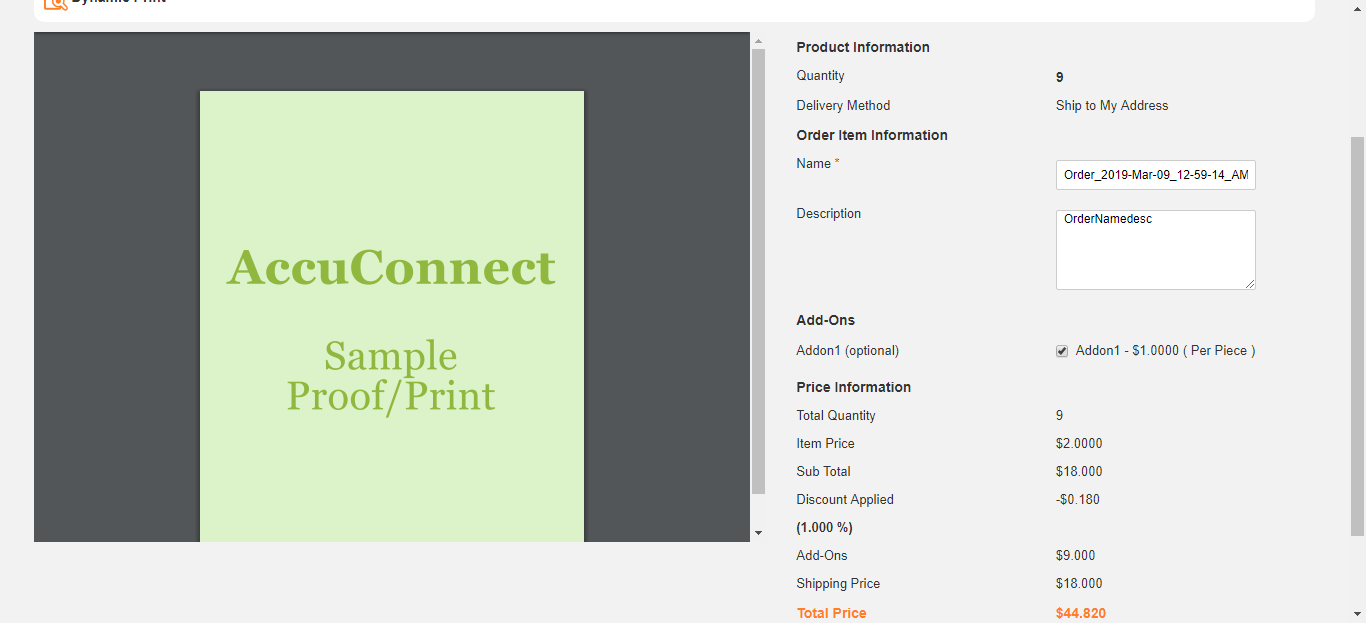 Dynamic Print
AccuConnect
Sample
Proof/Print
Product Information
Quantity 9
Delivery Method Ship to My Address
Order Item Information
Name * Order_2019-Mar-09_12-59-14_AM
Description OrderNamedesc
Add-Ons
Addon1 (optional) Addon1 - $1.0000 ( Per Piece )
Price Information
Total Quantity 9
Item Price $2.0000
Sub Total $18.000
Discount Applied -$0.180
(1.000 %)
Add-Ons $9.000
Shipping Price $18.000
Total Price $44.820